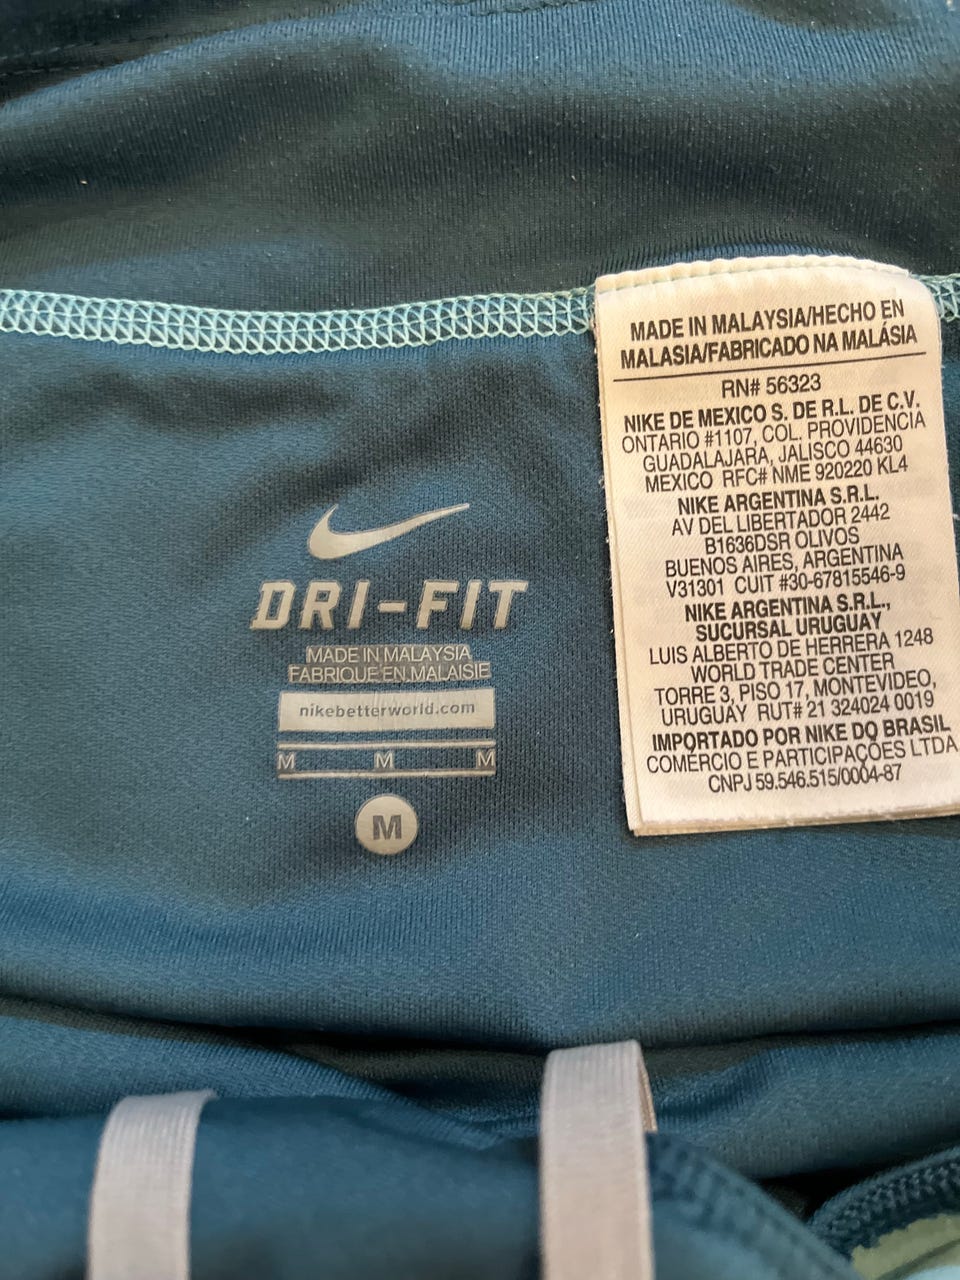 DRI-FIT
MADE IN MALAYSIA
FABRIQUE EN MALAISIE
nikebetterworld.com
M M M
M
MADE IN MALAYSIA/HECHO EN
MALASIA/FABRICADO NA MALÁSIA
RN# 56323
NIKE DE MEXICO S. DE R.L. DE C.V.
ONTARIO #1107, COL. PROVIDENCIA
GUADALAJARA, JALISCO 44630
MEXICO RFC# NME 920220 KL4
NIKE ARGENTINA S.R.L.
AV DEL LIBERTADOR 2442
B1636DSR OLIVOS
BUENOS AIRES, ARGENTINA
V31301 CUIT #30-67815546-9
NIKE ARGENTINA S.R.L.,
SUCURSAL URUGUAY
LUIS ALBERTO DE HERRERA 1248
WORLD TRADE CENTER
TORRE 3, PISO 17, MONTEVIDEO,
URUGUAY RUT# 21 324024 0019
IMPORTADO POR NIKE DO BRASIL
COMÉRCIO E PARTICIPAÇÕES LTDA
CNPJ 59.546.515/0004-87